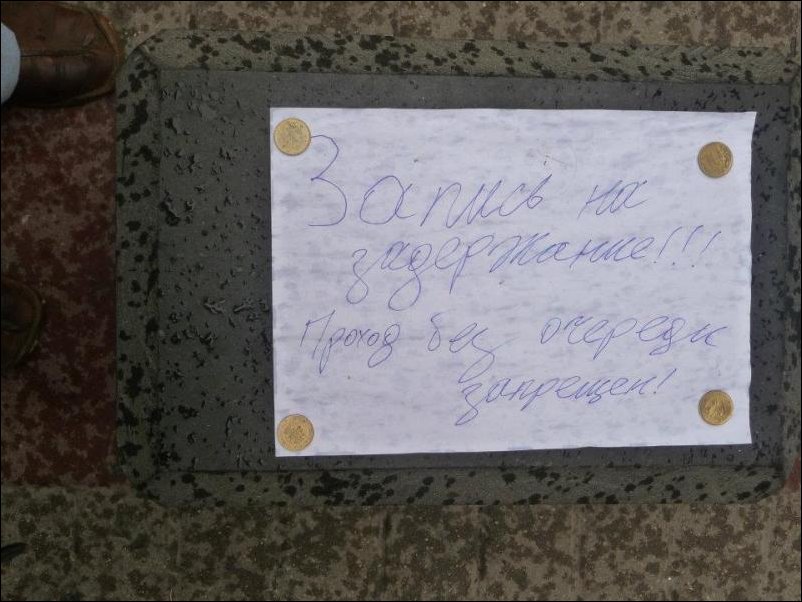 Запись на
задержание!!!
Проход без очереди
запрещен!